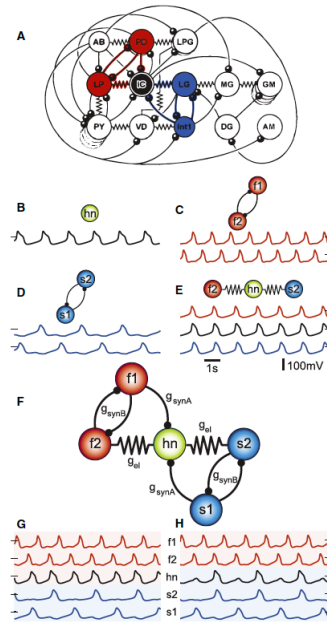 A
AB
PD
LPG
LP
IC
LG
MG
GM
PY
VD
Int1
DG
AM
B
hn
C
f1
f2
D
s2
s1
E
f2 hn s2
1s
100mV
F
f1
gsynA
gsynB
f2
hn
s2
gel
gel
gsynB
gsynA
s1
G
H
f1
f2
hn
s2
s1